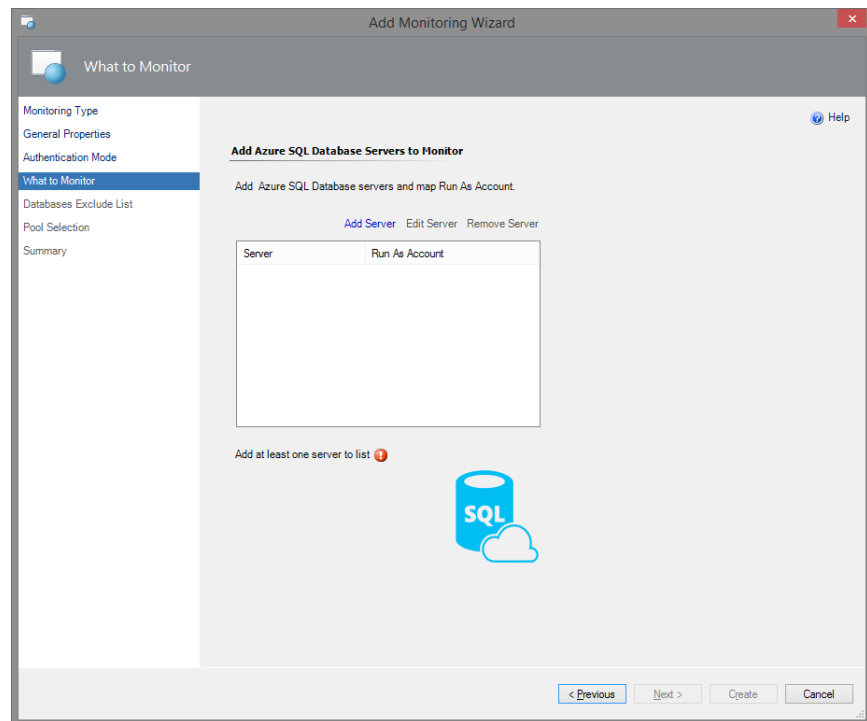 Add Monitoring Wizard
What to Monitor
Help
Monitoring Type
General Properties
Authentication Mode
What to Monitor
Databases Exclude List
Pool Selection
Summary
Add Azure SQL Database Servers to Monitor
Add Azure SQL Database servers and map Run As Account.
Add Server Edit Server Remove Server
Server Run As Account
Add at least one server to list
SQL
< Previous Next > Create Cancel